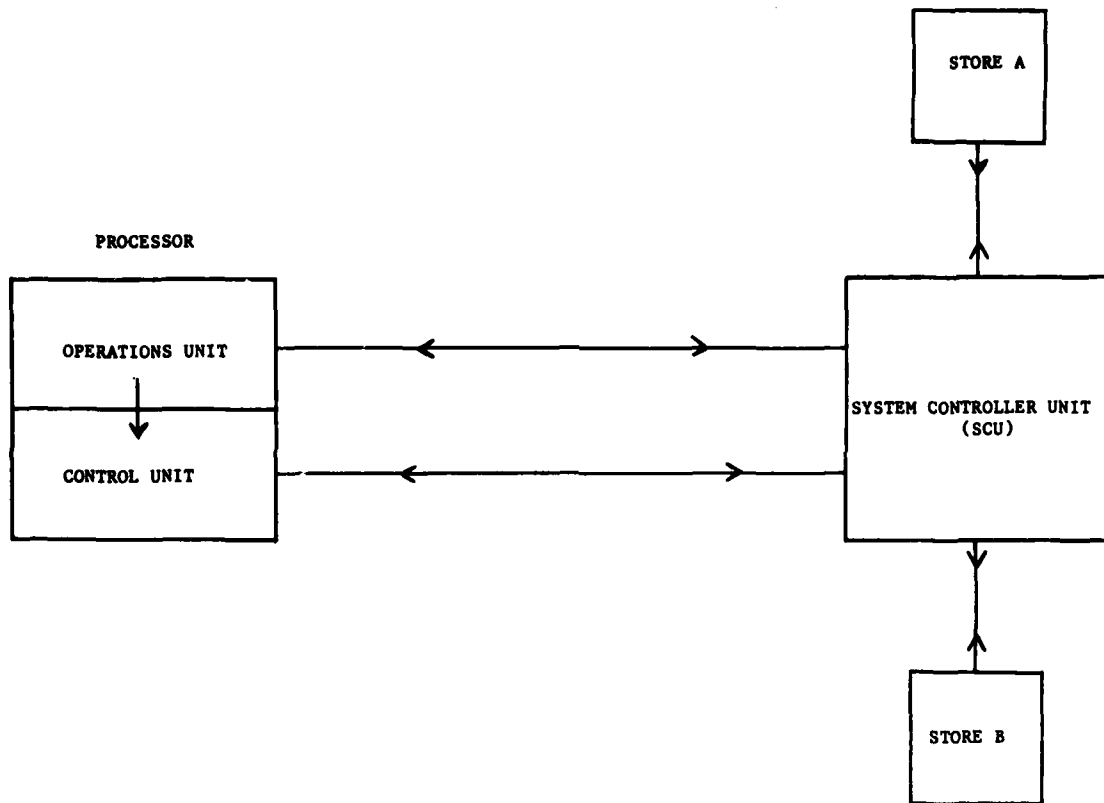 STORE A
PROCESSOR
OPERATIONS UNIT
SYSTEM CONTROLLER UNIT
(SCU)
CONTROL UNIT
STORE B